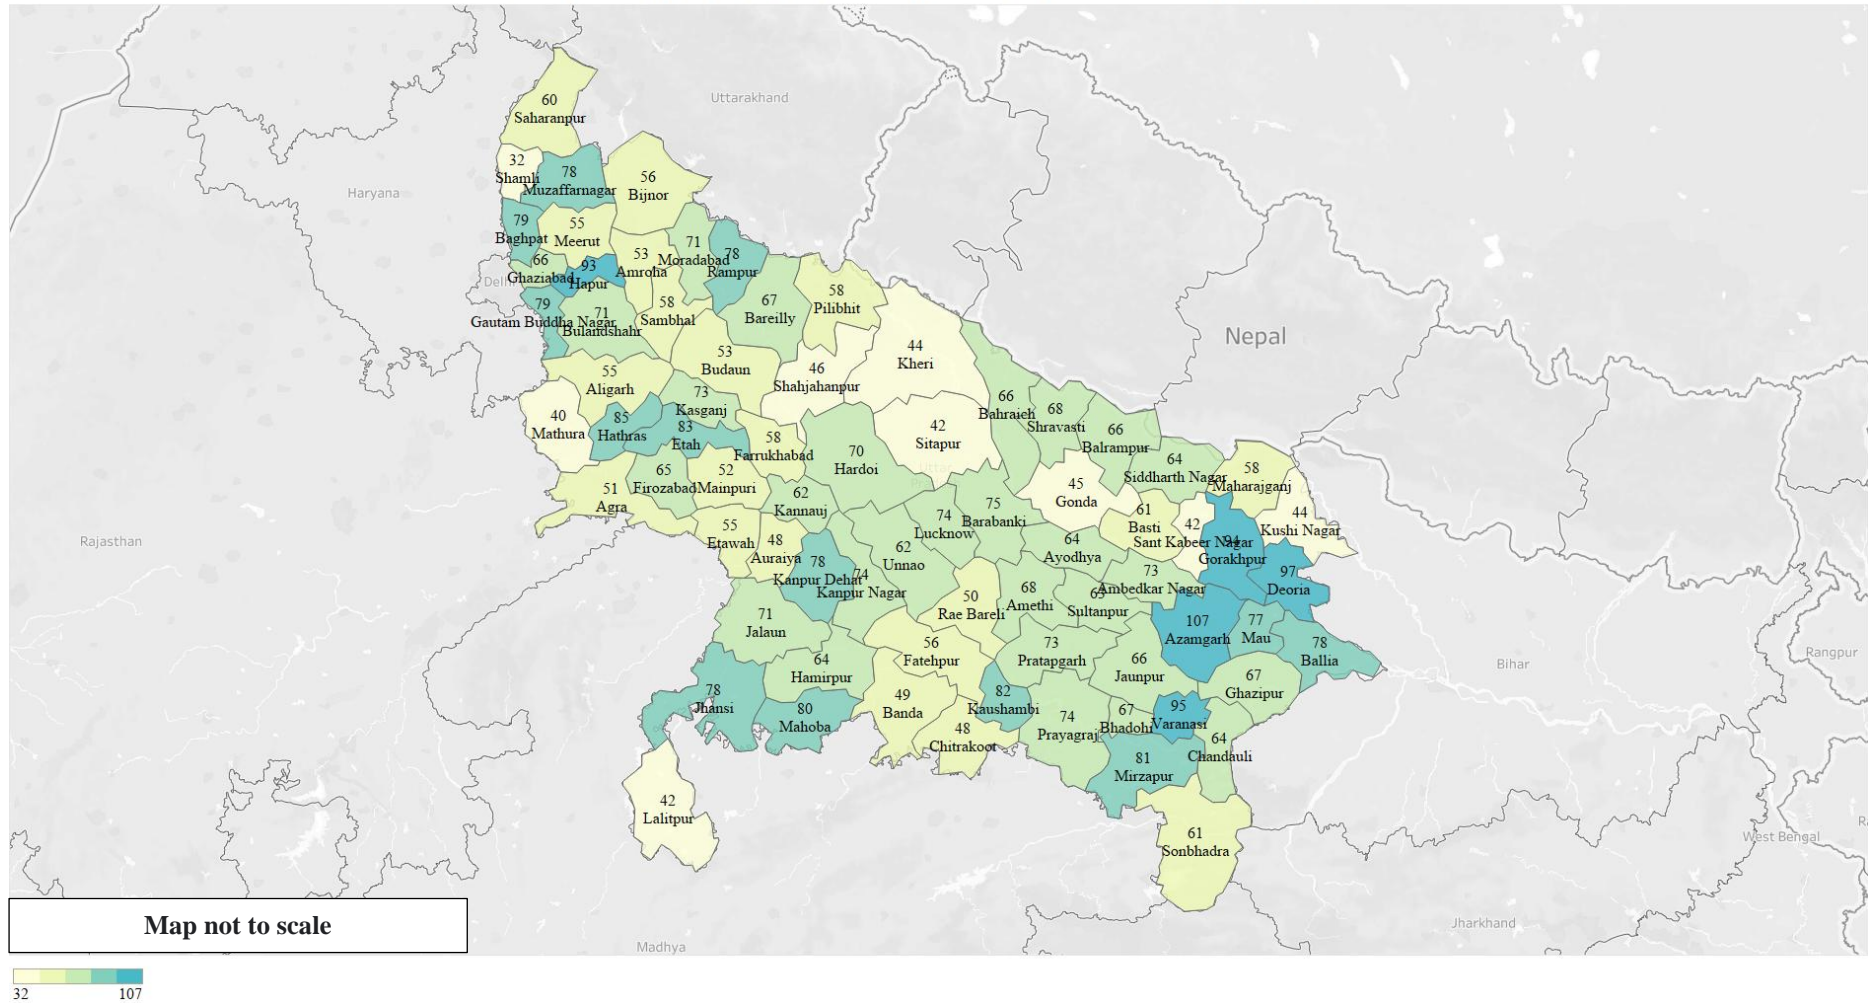 60
Saharanpur
Uttarakhand
32
Shamli
78
Muzaffarnagar
56
Bijnor
Haryana
79
Baghpat
55
Meerut
53
Amroha
71
Moradabad
78
Rampur
66
Ghaziabad
93
Hapur
79
Gautam Buddha Nagar
71
Bulandshahr
58
Sambhal
67
Bareilly
58
Pilibhit
Nepal
53
Budaun
46
Shahjahanpur
44
Kheri
55
Aligarh
73
Kasganj
40
Mathura
85
Hathras
83
Etah
58
Farrukhabad
70
Hardoi
42
Sitapur
66
Bahraich
68
Shravasti
66
Balrampur
64
Siddharth Nagar
58
Maharajganj
51
Agra
65
Firozabad
52
Mainpuri
62
Kannauj
45
Gonda
61
Basti
42
Sant Kabeer Nagar
94
Gorakhpur
44
Kushi Nagar
Rajasthan
55
Etawah
48
Auraiya
78
Kanpur Dehat
74
Kanpur Nagar
62
Unnao
74
Lucknow
75
Barabanki
64
Ayodhya
73
Ambedkar Nagar
97
Deoria
71
Jalaun
50
Rae Bareli
68
Amethi
Sultanpur
107
Azamgarh
77
Mau
78
Ballia
Bihar
Rangpur
64
Hamirpur
56
Fatehpur
73
Pratapgarh
66
Jaunpur
67
Ghazipur
78
Jhansi
80
Mahoba
49
Banda
48
Chitrakoot
82
Kaushambi
74
Prayagraj
67
Bhadohi
95
Varanasi
64
Chandauli
81
Mirzapur
42
Lalitpur
61
Sonbhadra
West Bengal
Jharkhand
Madhya
Map not to scale
32 107